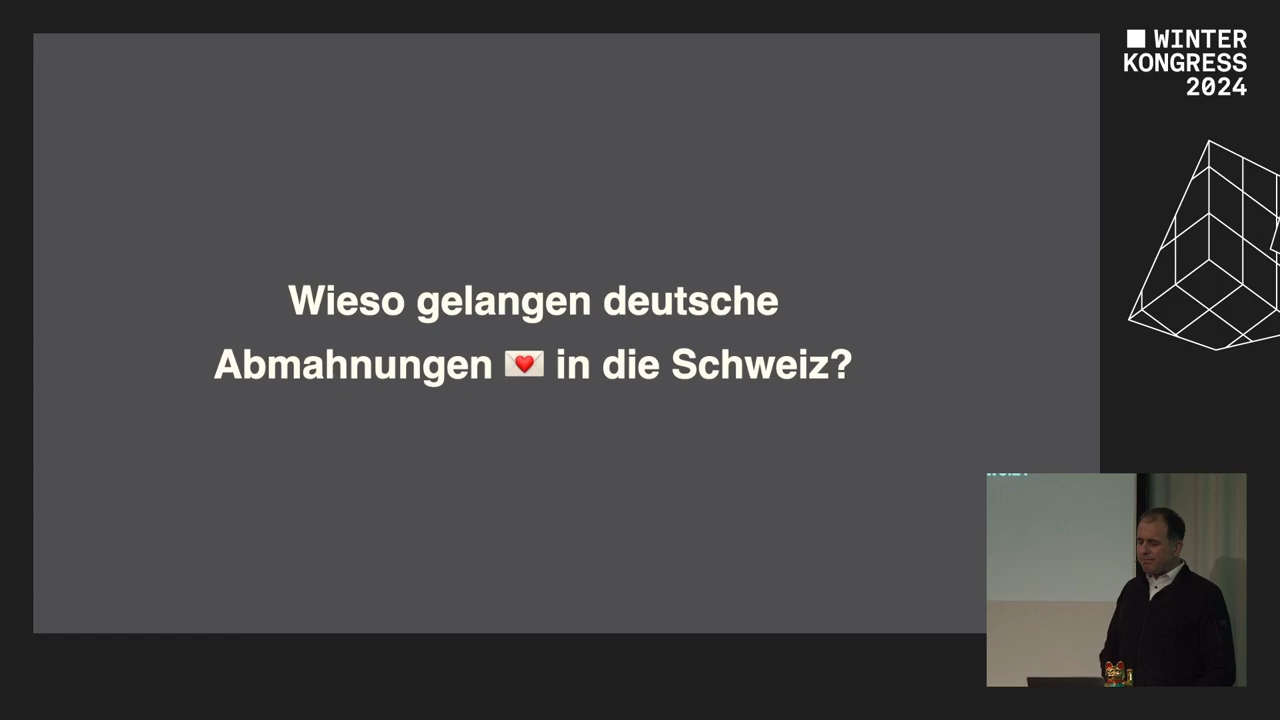 WINTER
KONGRESS
2024
Wieso gelangen deutsche
Abmahnungen 💌 in die Schweiz?